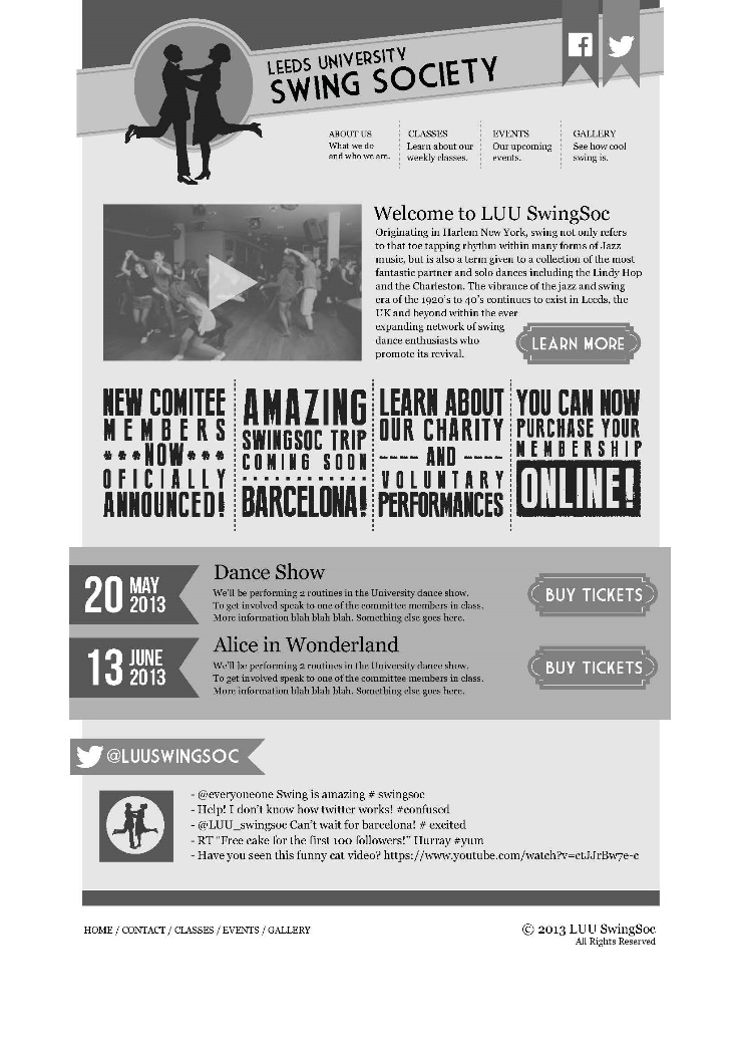 LEEDS UNIVERSITY
SWING SOCIETY
ABOUT US
What we do
and who we are.
CLASSES
Learn about our
weekly classes.
EVENTS
Our upcoming
events.
GALLERY
See how cool
swing is.
Welcome to LUU SwingSoc
Originating in Harlem New York, swing not only refers
to that toe tapping rhythm within many forms of Jazz
music, but is also a term given to a collection of the most
fantastic partner and solo dances including the Lindy Hop
and the Charleston. The vibrance of the jazz and swing
era of the 1920's to 40's continues to exist in Leeds, the
UK and beyond within the ever
expanding network of swing
dance enthusiasts who
promote its revival.
LEARN MORE
NEW COMITEE
MEMBERS
NOW
OFICIALLY
ANNOUNCED!
AMAZING
SWINGSOC TRIP
COMING SOON
BARCELONA!
LEARN ABOUT
OUR CHARITY
---- AND ----
VOLUNTARY
PERFORMANCES
YOU CAN NOW
PURCHASE YOUR
MEMBERSHIP
ONLINE!
20 MAY
2013
Dance Show
We'll be performing 2 routines in the University dance show.
To get involved speak to one of the committee members in class.
More information blah blah blah. Something else goes here.
BUY TICKETS
13 JUNE
2013
Alice in Wonderland
We'll be performing 2 routines in the University dance show.
To get involved speak to one of the committee members in class.
More information blah blah blah. Something else goes here.
BUY TICKETS
@LUUSWINGSOC
- @everyoneone Swing is amazing # swingsoc
- Help! I don't know how twitter works! #confused
- @LUU_swingsoc Can't wait for barcelona! # excited
- RT "Free cake for the first 100 followers!" Hurray #yum
- Have you seen this funny cat video? https://www.youtube.com/watch?v=ctJJrBw7e-c
HOME / CONTACT / CLASSES / EVENTS / GALLERY
© 2013 LUU SwingSoc
All Rights Reserved